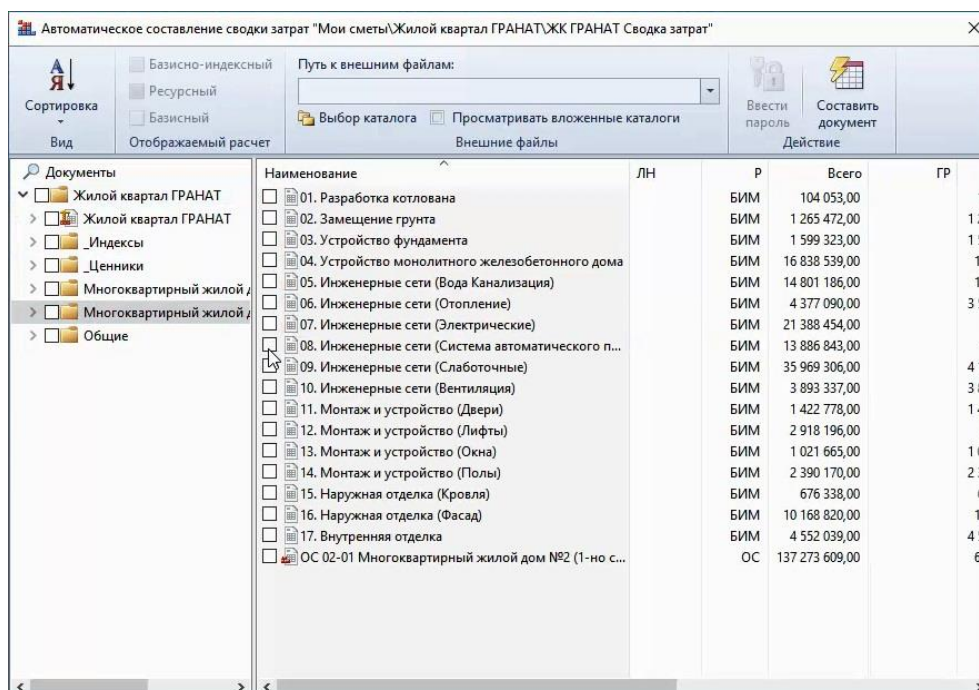 Автоматическое составление сводки затрат "Мои сметы\Жилой квартал ГРАНАТ\ЖК ГРАНАТ Сводка затрат"
Сортировка
Вид
Базисно-индексный
Ресурсный
Базисный
Отображаемый расчет
Путь к внешним файлам:
Выбор каталога Просматривать вложенные каталоги
Внешние файлы
Ввести пароль
Составить документ
Действие
Документы
Жилой квартал ГРАНАТ
Жилой квартал ГРАНАТ
_Индексы
_Ценники
Многоквартирный жилой
Многоквартирный жилой
Общие
Наименование ЛН Р Всего ГР
01. Разработка котлована БИМ 104 053,00
02. Замещение грунта БИМ 1 265 472,00
03. Устройство фундамента БИМ 1 599 323,00
04. Устройство монолитного железобетонного дома БИМ 16 838 539,00
05. Инженерные сети (Вода Канализация) БИМ 14 801 186,00
06. Инженерные сети (Отопление) БИМ 4 377 090,00
07. Инженерные сети (Электрические) БИМ 21 388 454,00
08. Инженерные сети (Система автоматического п... БИМ 13 886 843,00
09. Инженерные сети (Слаботочные) БИМ 35 969 306,00
10. Инженерные сети (Вентиляция) БИМ 3 893 337,00
11. Монтаж и устройство (Двери) БИМ 1 422 778,00
12. Монтаж и устройство (Лифты) БИМ 2 918 196,00
13. Монтаж и устройство (Окна) БИМ 1 021 665,00
14. Монтаж и устройство (Полы) БИМ 2 390 170,00
15. Наружная отделка (Кровля) БИМ 676 338,00
16. Наружная отделка (Фасад) БИМ 10 168 820,00
17. Внутренняя отделка БИМ 4 552 039,00
ОС 02-01 Многоквартирный жилой дом №2 (1-но с... ОС 137 273 609,00